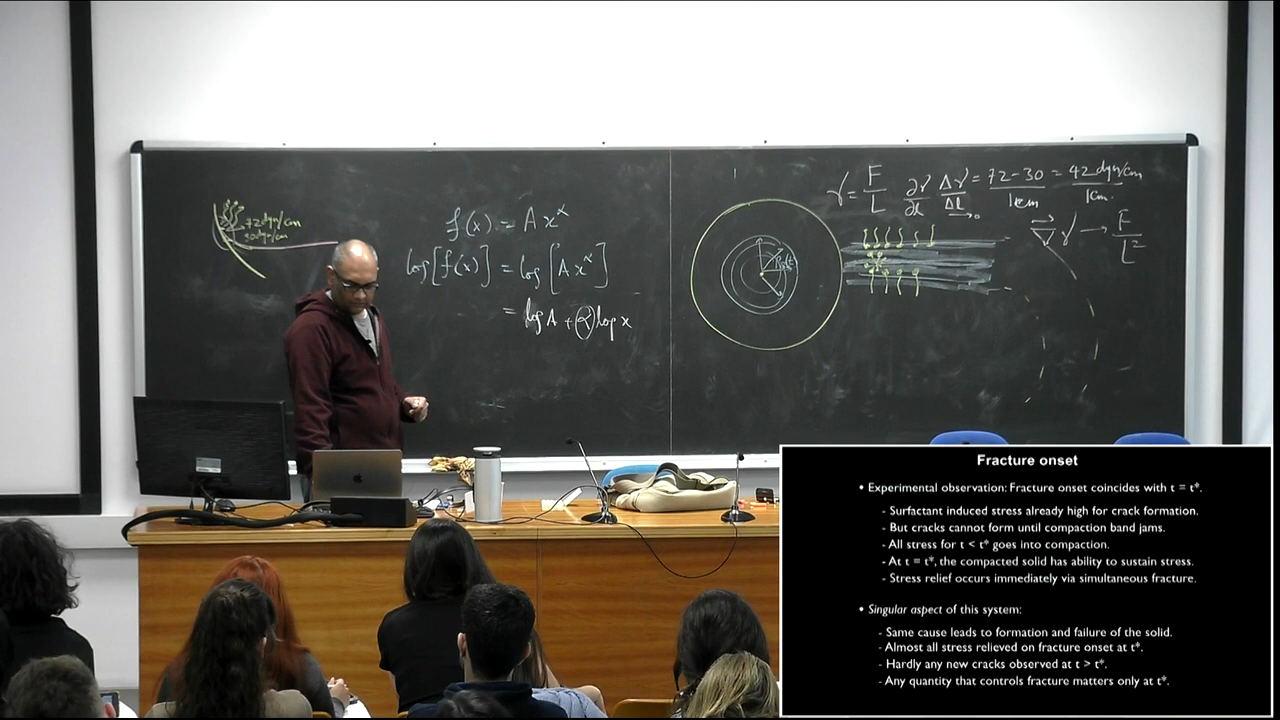 72 dyn/cm
30 dyn/cm
f(x) = A x^α
log[f(x)] = log[A x^α]
= log A + α log x
γ = F/L ∂γ/∂L Δγ/ΔL = 72-30/1cm = 42 dyn/cm/1cm.
∇γ → F/L²
Fracture onset
• Experimental observation: Fracture onset coincides with t = t*.
- Surfactant induced stress already high for crack formation.
- But cracks cannot form until compaction band jams.
- All stress for t < t* goes into compaction.
- At t = t*, the compacted solid has ability to sustain stress.
- Stress relief occurs immediately via simultaneous fracture.
• Singular aspect of this system:
- Same cause leads to formation and failure of the solid.
- Almost all stress relieved on fracture onset at t*.
- Hardly any new cracks observed at t > t*.
- Any quantity that controls fracture matters only at t*.